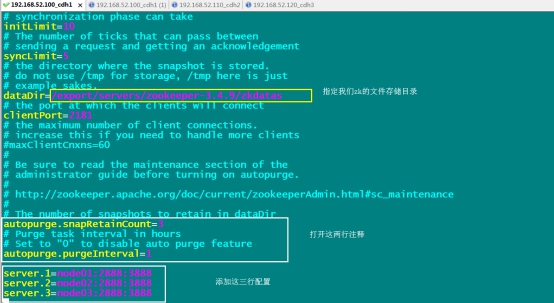 192.168.52.100_cdh1
192.168.52.100_cdh1 (1)
192.168.52.110_cdh2
192.168.52.120_cdh3
# synchronization phase can take
initLimit=10
# The number of ticks that can pass between
# sending a request and getting an acknowledgement
syncLimit=5
# the directory where the snapshot is stored.
# do not use /tmp for storage, /tmp here is just
# example sakes.
dataDir=/export/servers/zookeeper-3.4.9/zkdatas
指定我们zk的文件存储目录
# the port at which the clients will connect
clientPort=2181
# the maximum number of client connections.
# increase this if you need to handle more clients
#maxClientCnxns=60
#
# Be sure to read the maintenance section of the
# administrator guide before turning on autopurge.
#
# http://zookeeper.apache.org/doc/current/zookeeperAdmin.html#sc_maintenance
#
# The number of snapshots to retain in dataDir
autopurge.snapRetainCount=3
# Purge task interval in hours
打开这两行注释
# Set to "0" to disable auto purge feature
autopurge.purgeInterval=1
server.1=node01:2888:3888
server.2=node02:2888:3888
添加这三行配置
server.3=node03:2888:3888